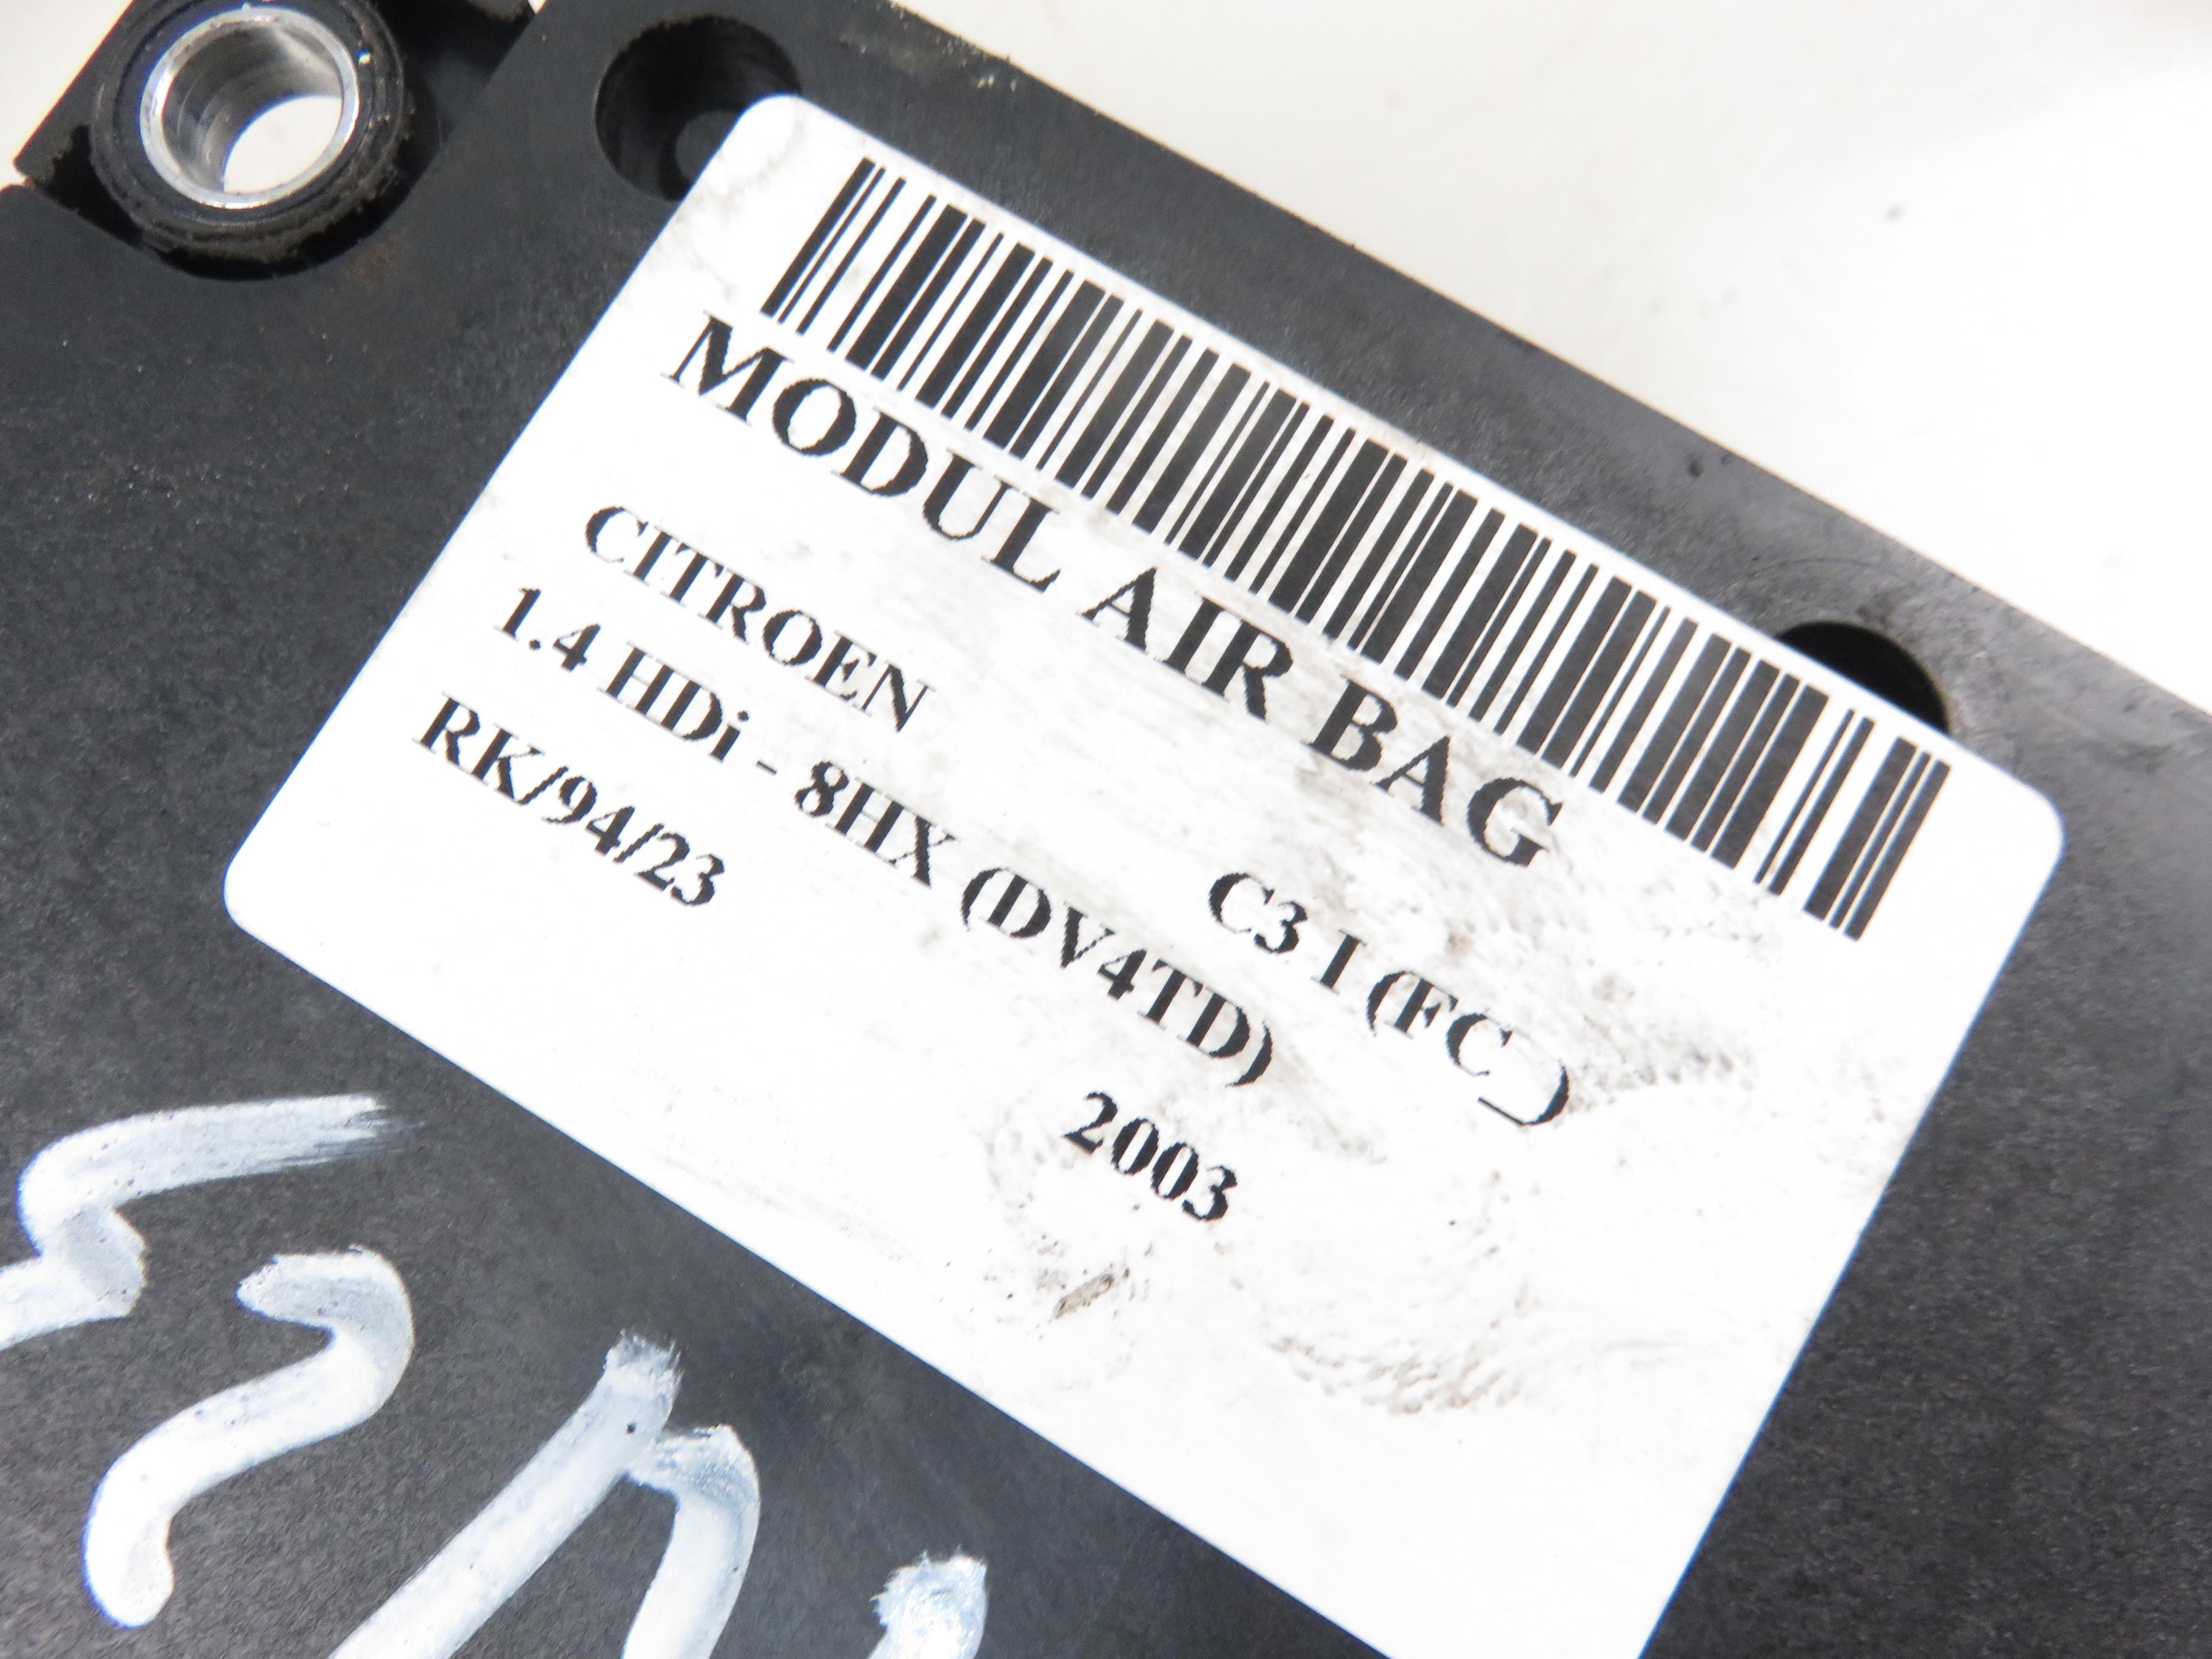 MODUL AIR BAG
CITROEN C3 I (FC_)
1.4 HDi - 8HX (DV4TD)
RK/94/23 2003